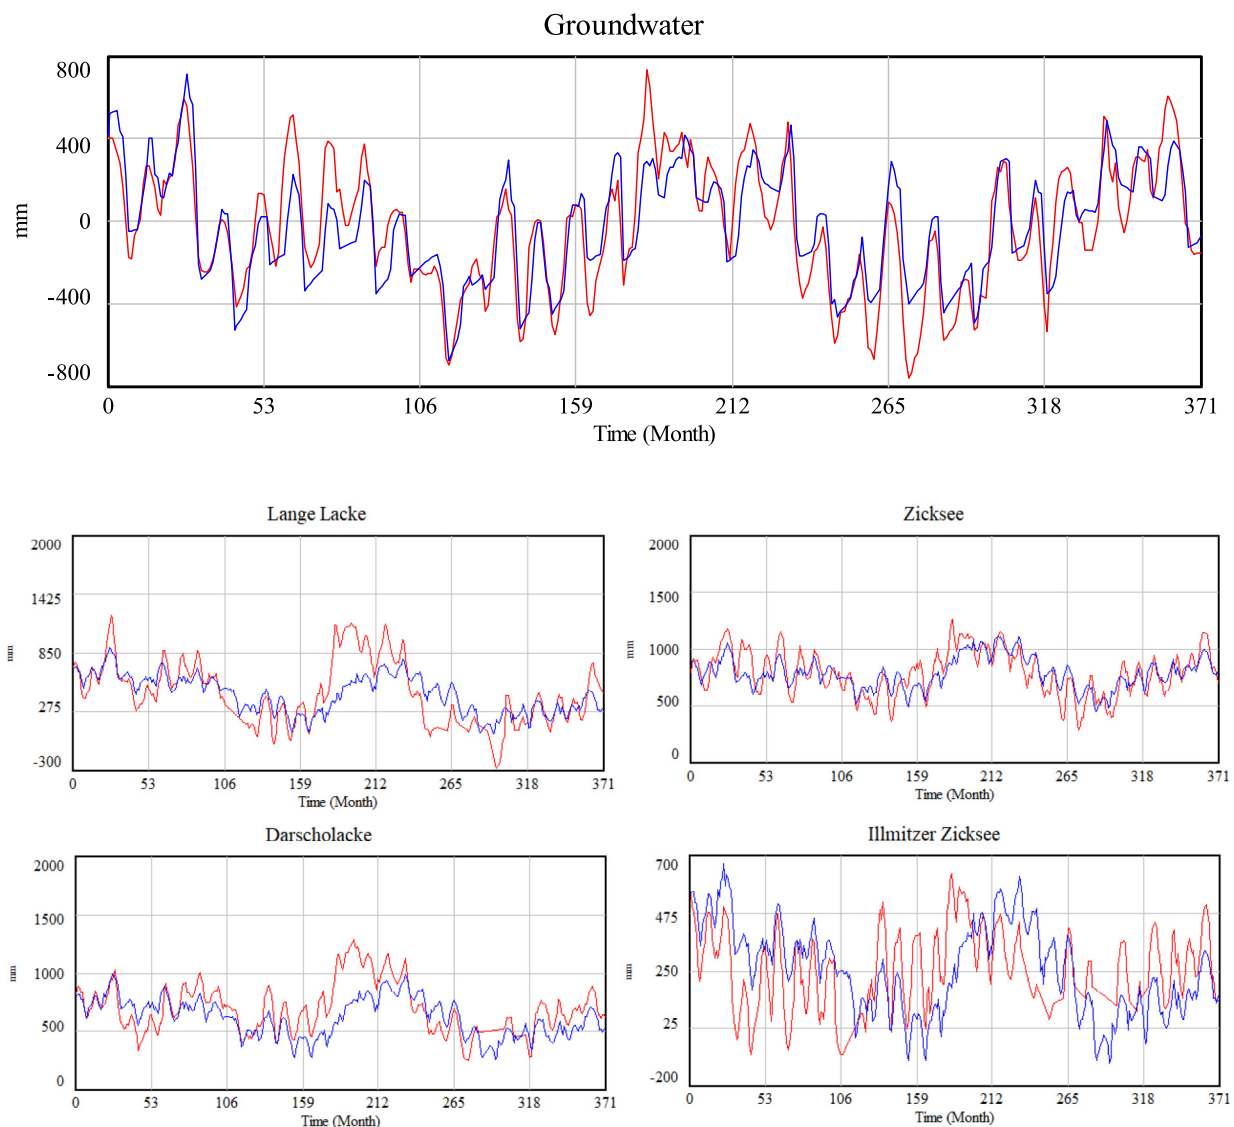 Groundwater
800
400
0
-400
-800
mm
0 53 106 159 212 265 318 371
Time (Month)
Lange Lacke
2000
1425
850
275
-300
mm
0 53 106 159 212 265 318 371
Time (Month)
Zicksee
2000
1500
1000
500
0
mm
0 53 106 159 212 265 318 371
Time (Month)
Darscholacke
2000
1500
1000
500
0
mm
0 53 106 159 212 265 318 371
Time (Month)
Illmitzer Zicksee
700
475
250
25
-200
mm
0 53 106 159 212 265 318 371
Time (Month)